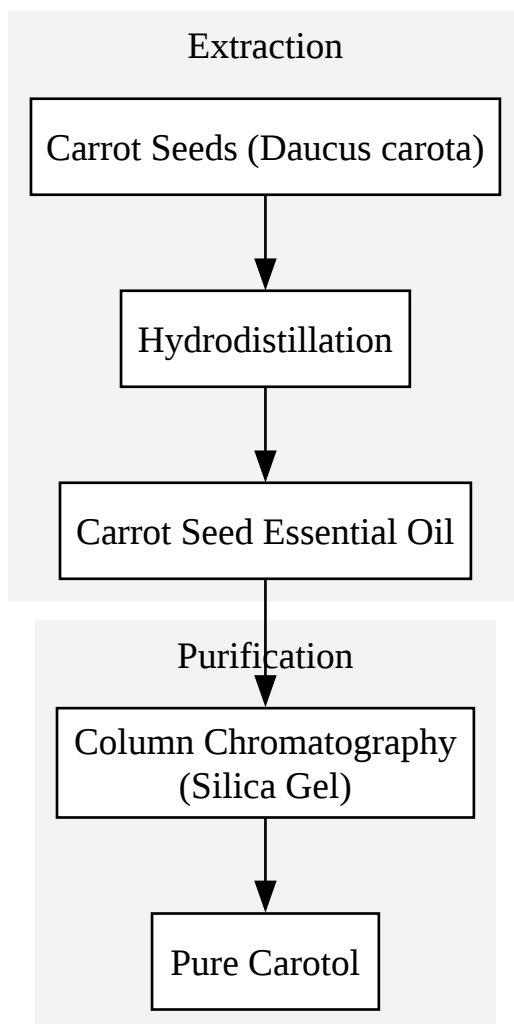 Extraction
Carrot Seeds (Daucus carota)
Hydrodistillation
Carrot Seed Essential Oil
Purification
Column Chromatography
(Silica Gel)
Pure Carotol